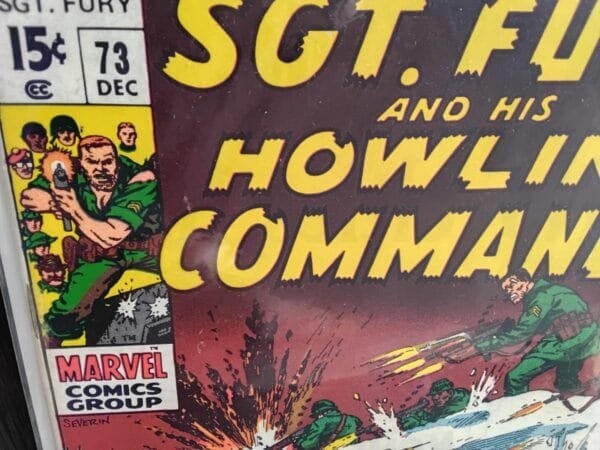 SGT. FURY
15¢
CC
73
DEC
SGT. FU
AND HIS
HOWLIN
COMMAN
MARVEL
COMICS
GROUP
SEVERIN